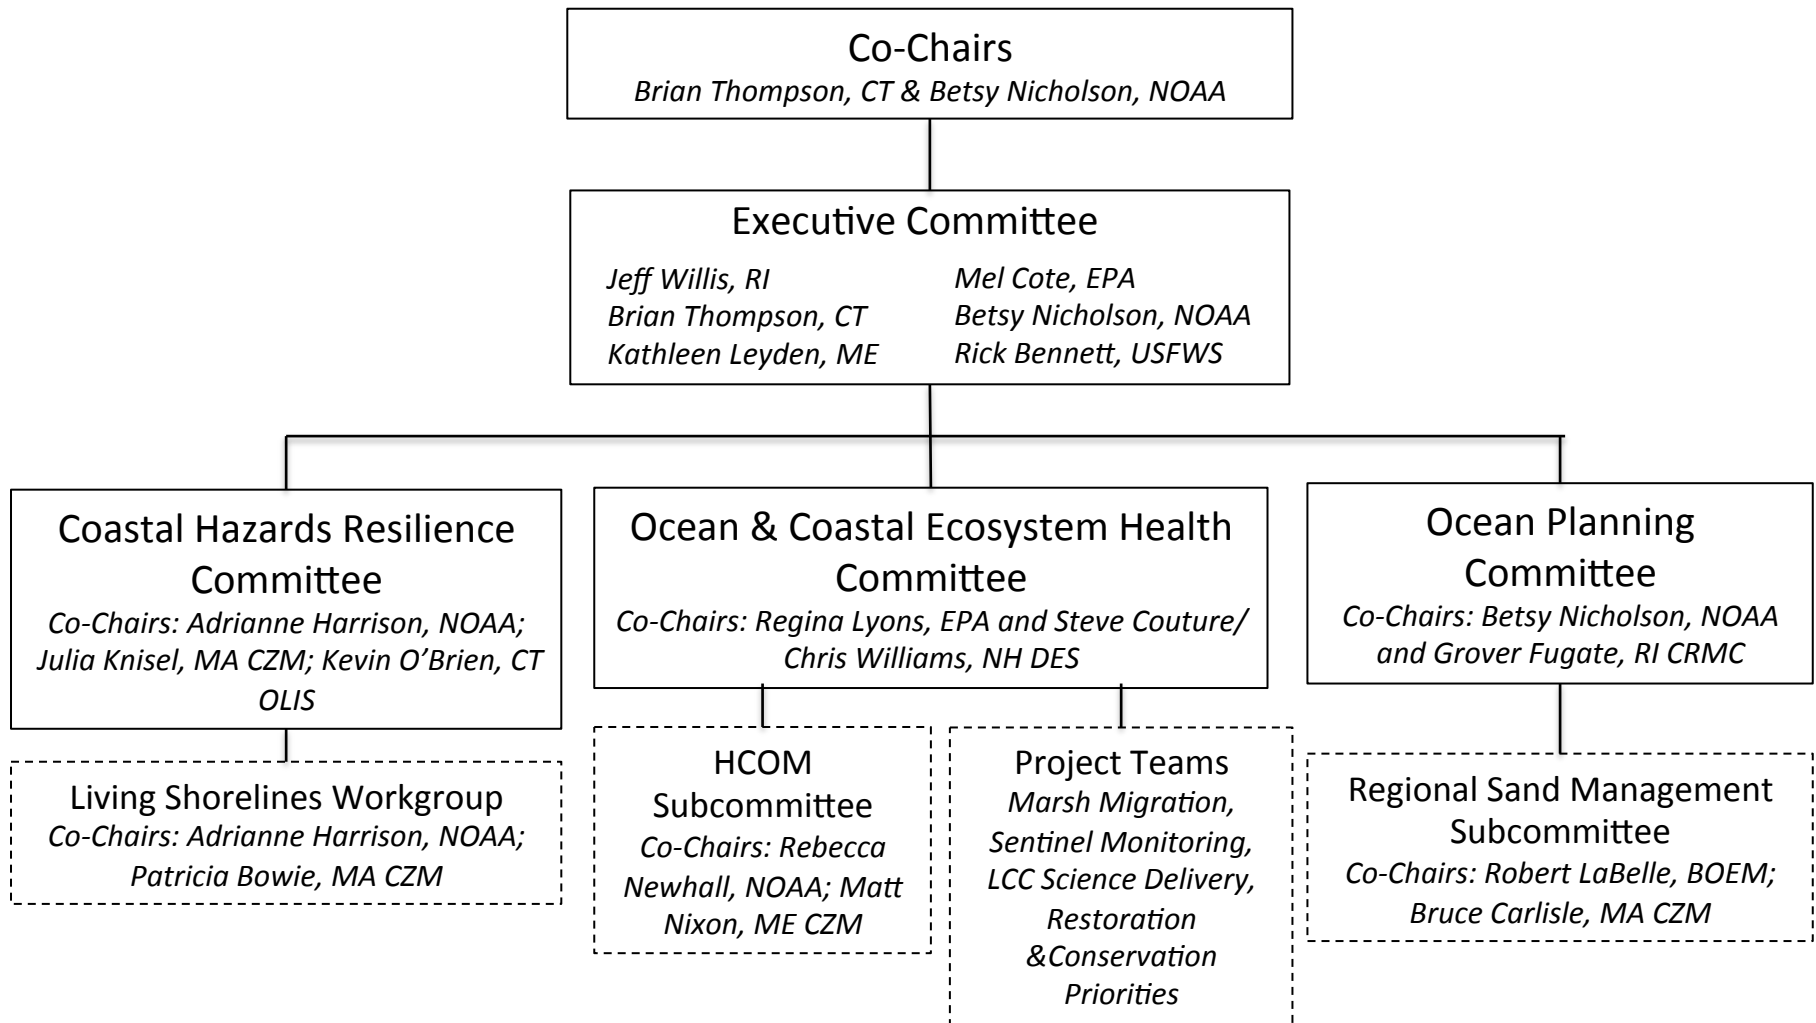 Co-Chairs
Brian Thompson, CT & Betsy Nicholson, NOAA
Executive Committee
Jeff Willis, RI
Brian Thompson, CT
Kathleen Leyden, ME
Mel Cote, EPA
Betsy Nicholson, NOAA
Rick Bennett, USFWS
Coastal Hazards Resilience
Committee
Co-Chairs: Adrianne Harrison, NOAA;
Julia Knisel, MA CZM; Kevin O’Brien, CT
OLIS
Ocean & Coastal Ecosystem Health
Committee
Co-Chairs: Regina Lyons, EPA and Steve Couture/
Chris Williams, NH DES
Ocean Planning
Committee
Co-Chairs: Betsy Nicholson, NOAA
and Grover Fugate, RI CRMC
Living Shorelines Workgroup
Co-Chairs: Adrianne Harrison, NOAA;
Patricia Bowie, MA CZM
HCOM
Subcommittee
Co-Chairs: Rebecca
Newhall, NOAA; Matt
Nixon, ME CZM
Project Teams
Marsh Migration,
Sentinel Monitoring,
LCC Science Delivery,
Restoration
&Conservation
Priorities
Regional Sand Management
Subcommittee
Co-Chairs: Robert LaBelle, BOEM;
Bruce Carlisle, MA CZM